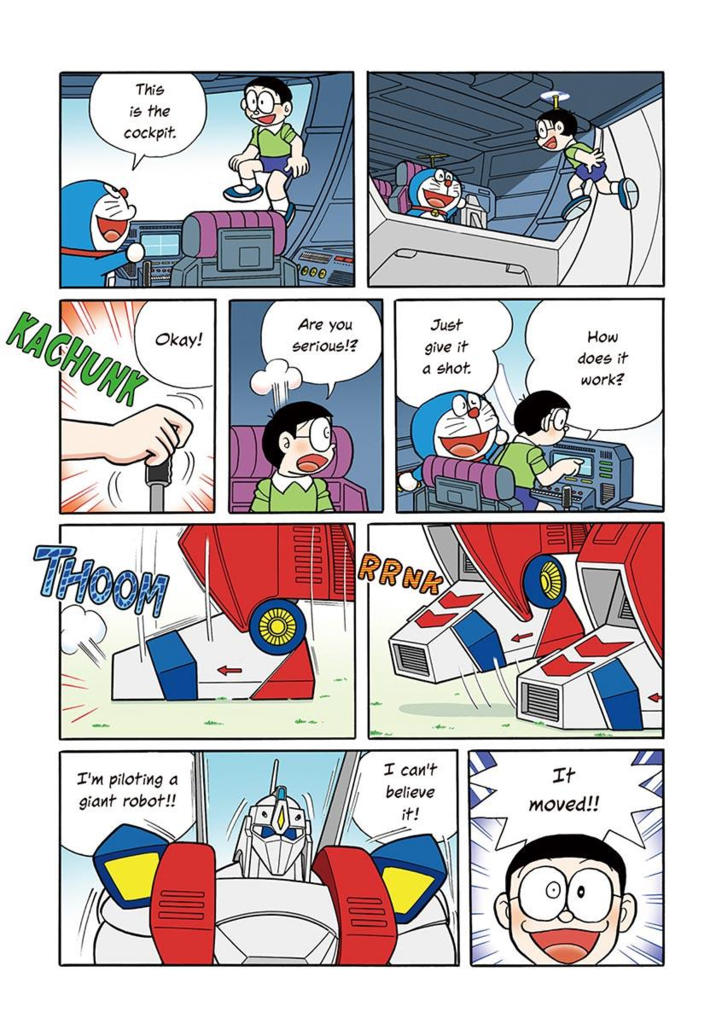 This
is the
cockpit.
How
does it
work?
Just
give it
a shot.
Are you
serious!?
Okay!
KACHUNK
RRNK
THOOM
It
moved!!
I can't
believe
it!
I'm piloting a
giant robot!!